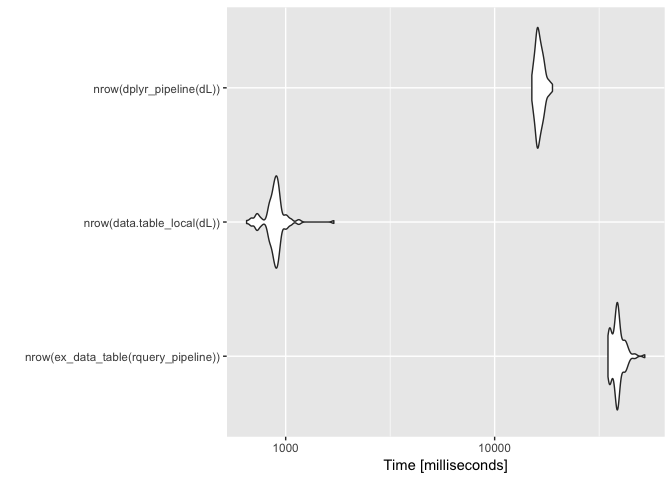 nrow(dplyr_pipeline(dL))
nrow(data.table_local(dL))
nrow(ex_data_table(rquery_pipeline))
1000 10000
Time [milliseconds]